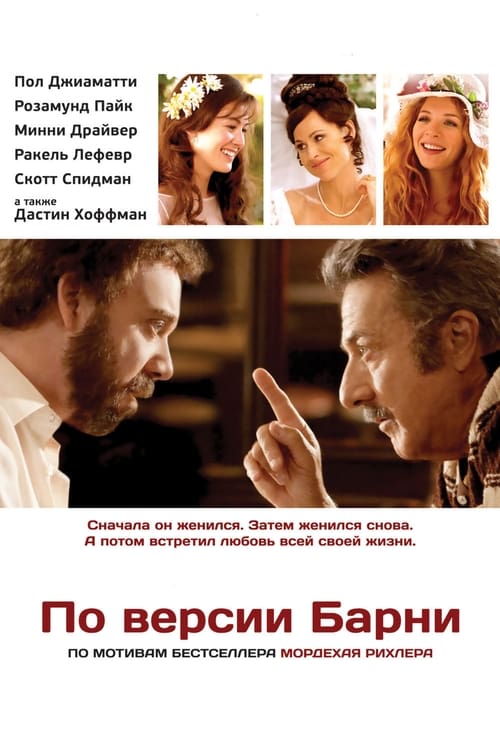 Пол Джиаматти
Розамунд Пайк
Минни Драйвер
Ракель Лефевр
Скотт Спидман
а также
Дастин Хоффман
Сначала он женился. Затем женился снова.
А потом встретил любовь всей своей жизни.
По версии Барни
ПО МОТИВАМ БЕСТСЕЛЛЕРА МОРДЕХАЯ РИХЛЕРА